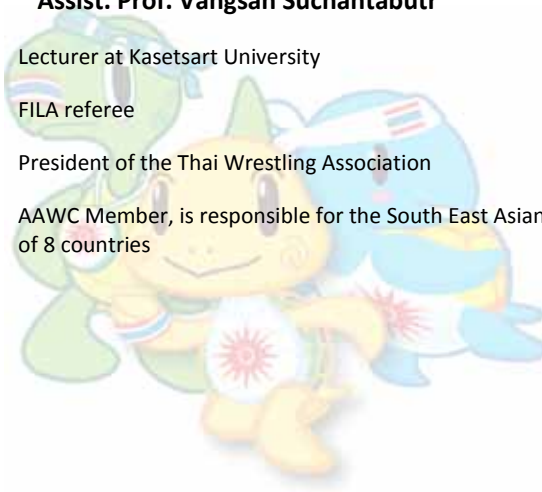 Assist. Prof. Vangsan Suchantabutr
Lecturer at Kasetsart University
FILA referee
President of the Thai Wrestling Association
AAWC Member, is responsible for the South East Asian
of 8 countries